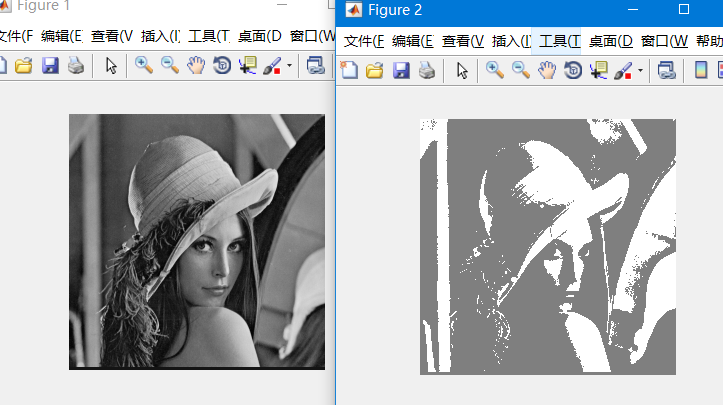 Figure 1
文件(F 编辑(E 查看(V 插入(I) 工具(T 桌面(D 窗口(W
Figure 2
文件(F 编辑(E 查看(V 插入(I) 工具(T 桌面(D 窗口(W 帮助